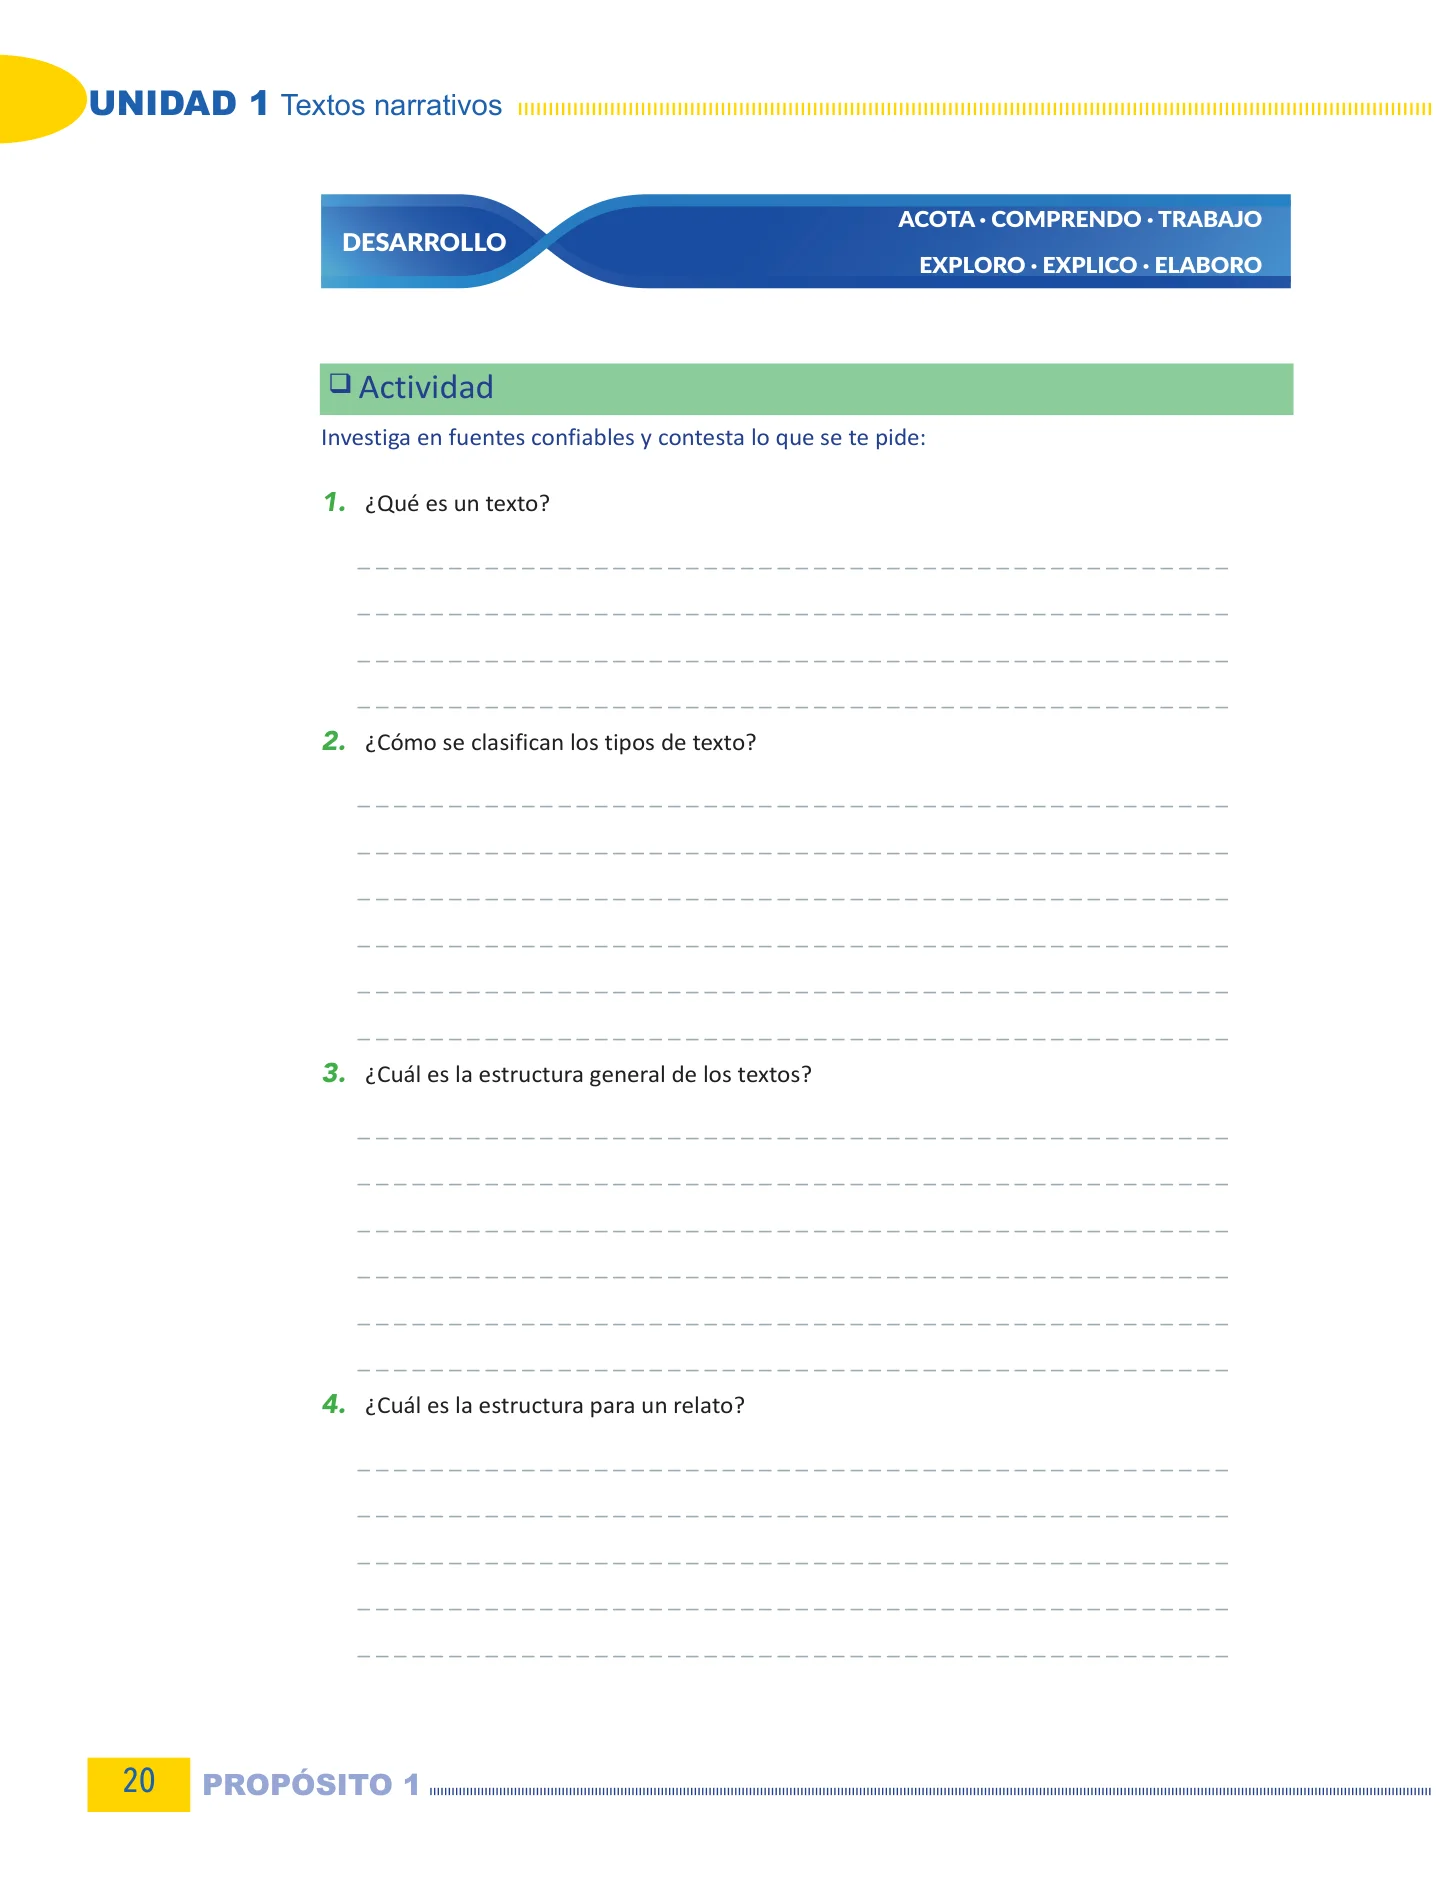 UNIDAD 1 Textos narrativos
DESARROLLO
ACOTA · COMPRENDO · TRABAJO
EXPLORO · EXPLICO · ELABORO
❑ Actividad
Investiga en fuentes confiables y contesta lo que se te pide:
1. ¿Qué es un texto?
2. ¿Cómo se clasifican los tipos de texto?
3. ¿Cuál es la estructura general de los textos?
4. ¿Cuál es la estructura para un relato?
20 PROPÓSITO 1